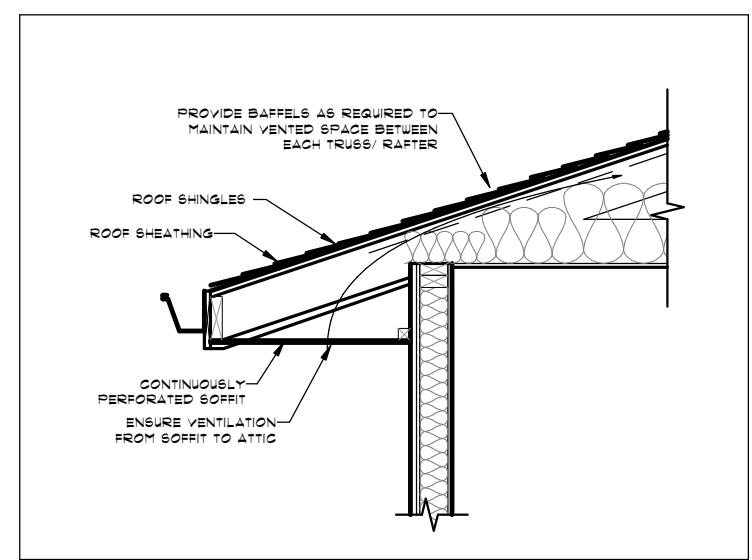 PROVIDE BAFFELS AS REQUIRED TO
MAINTAIN VENTED SPACE BETWEEN
EACH TRUSS/ RAFTER
ROOF SHINGLES
ROOF SHEATHING
CONTINUOUSLY
PERFORATED SOFFIT
ENSURE VENTILATION
FROM SOFFIT TO ATTIC